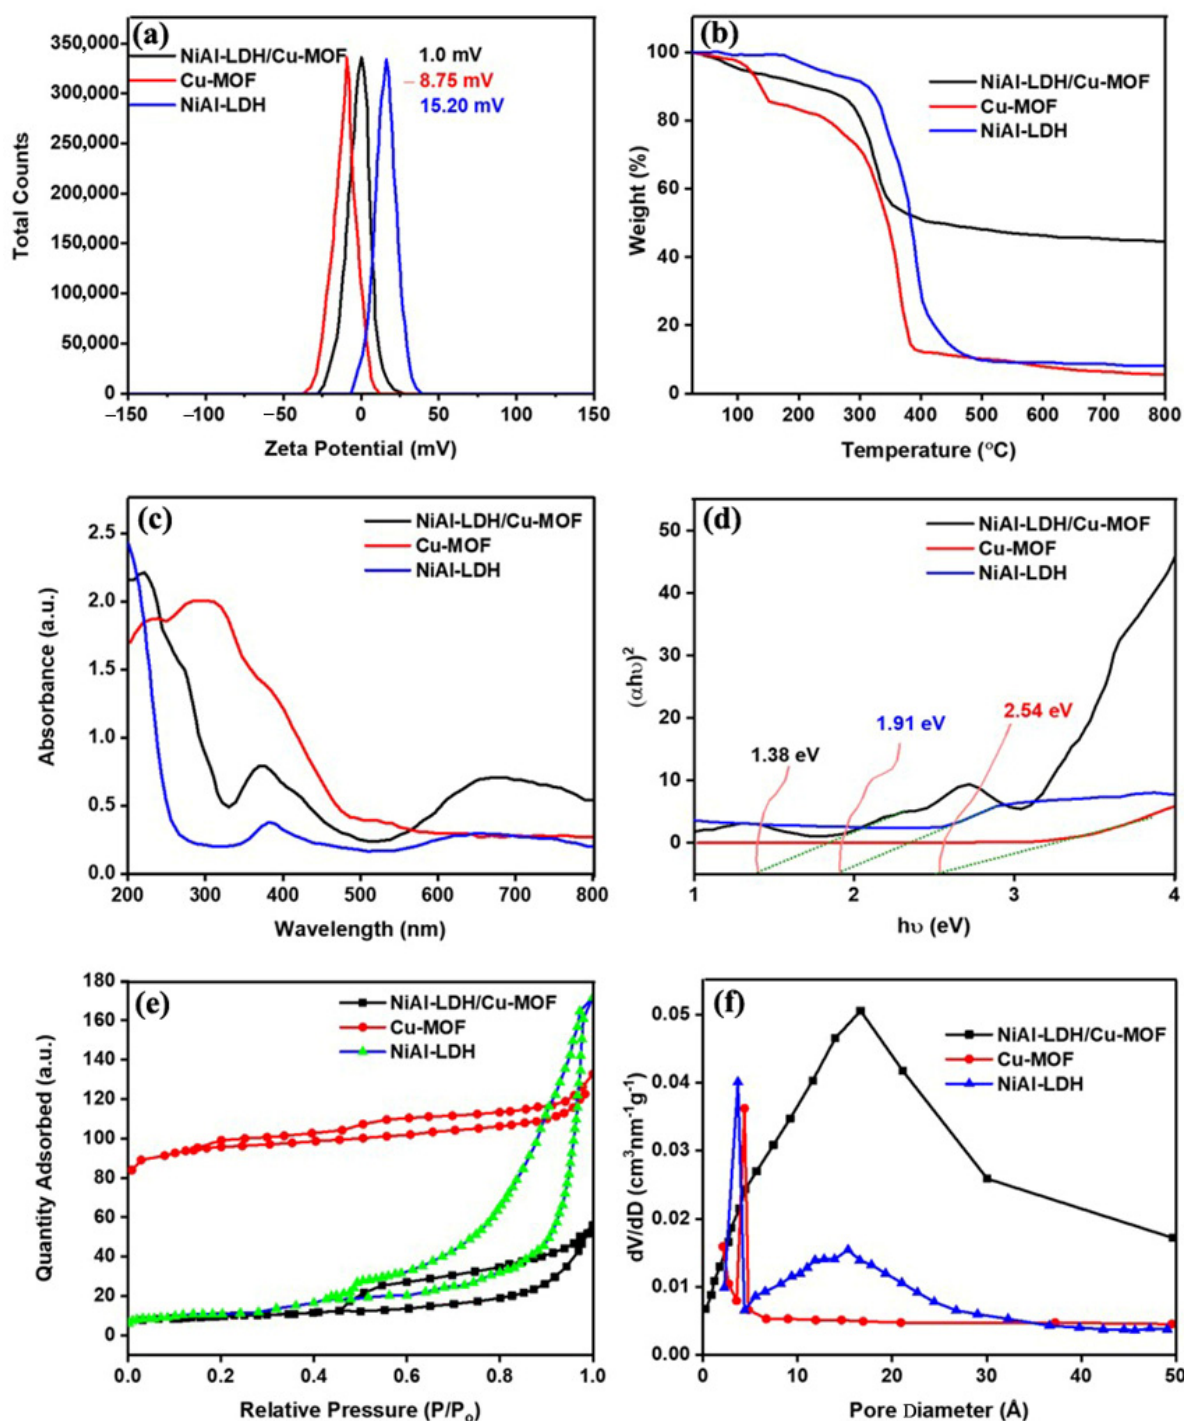 (a)
NiAl-LDH/Cu-MOF 1.0 mV
Cu-MOF – 8.75 mV
NiAl-LDH 15.20 mV
350,000
300,000
250,000
200,000
150,000
100,000
50,000
0
Total Counts
–150 –100 –50 0 50 100 150
Zeta Potential (mV)
(b)
NiAl-LDH/Cu-MOF
Cu-MOF
NiAl-LDH
100
80
60
40
20
0
Weight (%)
100 200 300 400 500 600 700 800
Temperature (°C)
(c)
NiAl-LDH/Cu-MOF
Cu-MOF
NiAl-LDH
2.5
2.0
1.5
1.0
0.5
0.0
Absorbance (a.u.)
200 300 400 500 600 700 800
Wavelength (nm)
(d)
NiAl-LDH/Cu-MOF
Cu-MOF
NiAl-LDH
50
40
30
20
10
0
(αhυ)²
1.38 eV
1.91 eV
2.54 eV
1 2 3 4
hυ (eV)
(e)
NiAl-LDH/Cu-MOF
Cu-MOF
NiAl-LDH
180
160
140
120
100
80
60
40
20
0
Quantity Adsorbed (a.u.)
0.0 0.2 0.4 0.6 0.8 1.0
Relative Pressure (P/P₀)
(f)
NiAl-LDH/Cu-MOF
Cu-MOF
NiAl-LDH
0.05
0.04
0.03
0.02
0.01
0.00
dV/dD (cm³nm⁻¹g⁻¹)
0 10 20 30 40 50
Pore Diameter (Å)